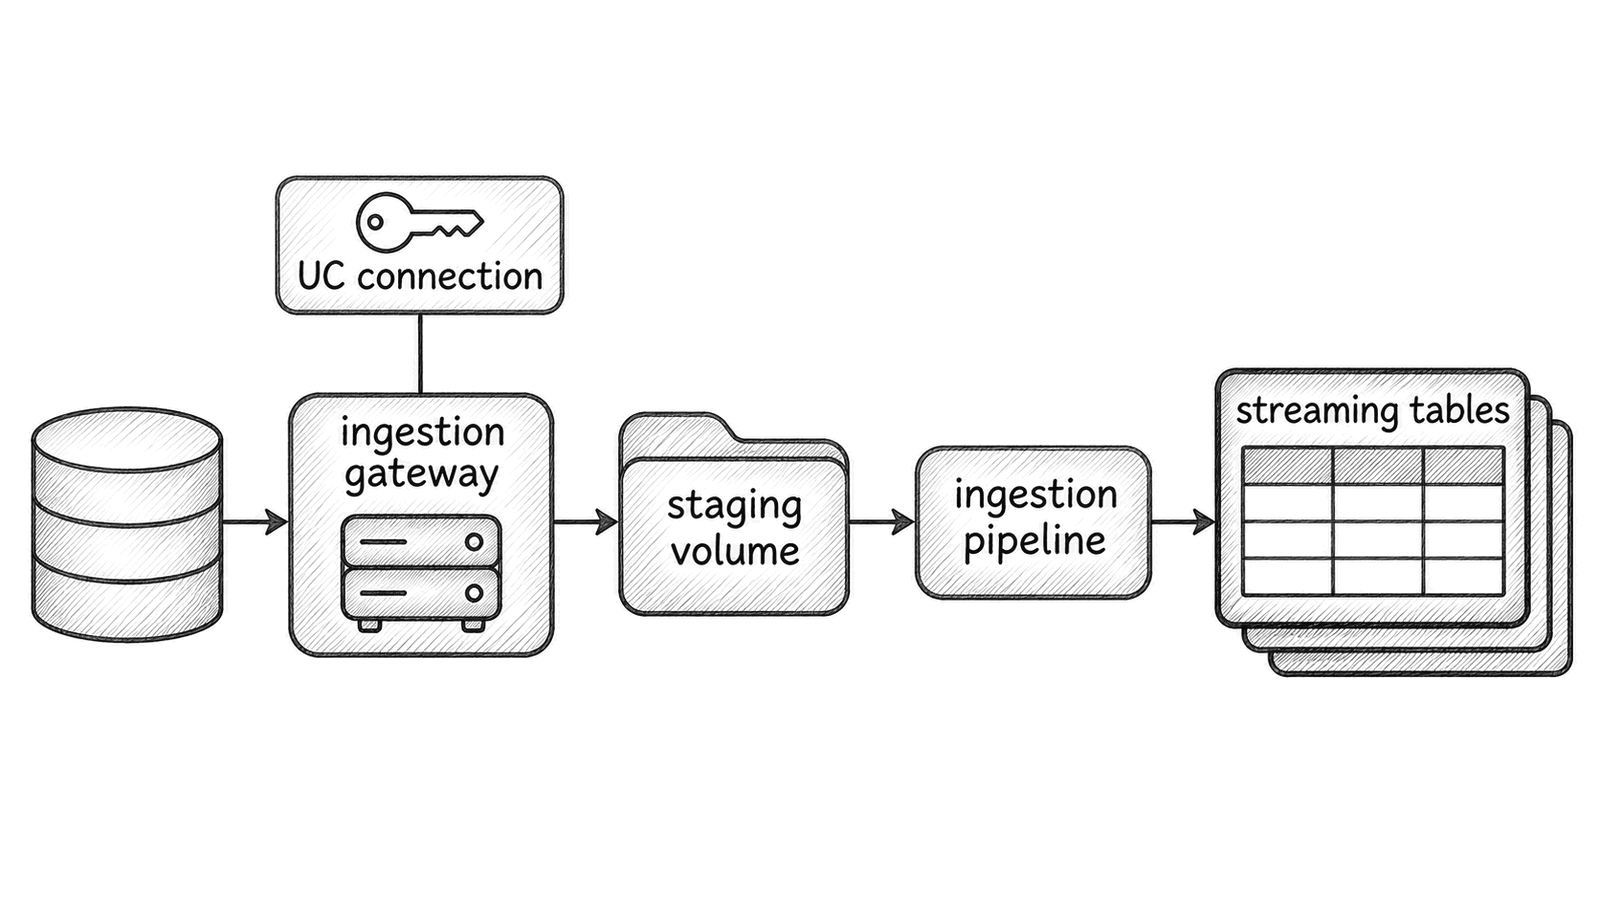 UC connection
ingestion
gateway
staging
volume
ingestion
pipeline
streaming tables